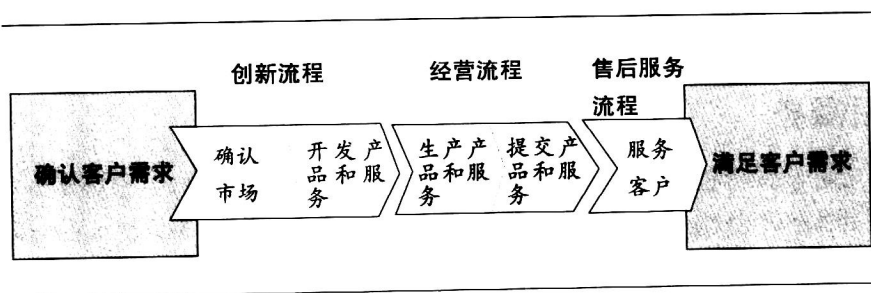 创新流程
经营流程
售后服务
流程
确认客户需求
确认
市场
开发产
品和服
务
生产产
品和服
务
提交产
品和服
务
服务
客户
满足客户需求